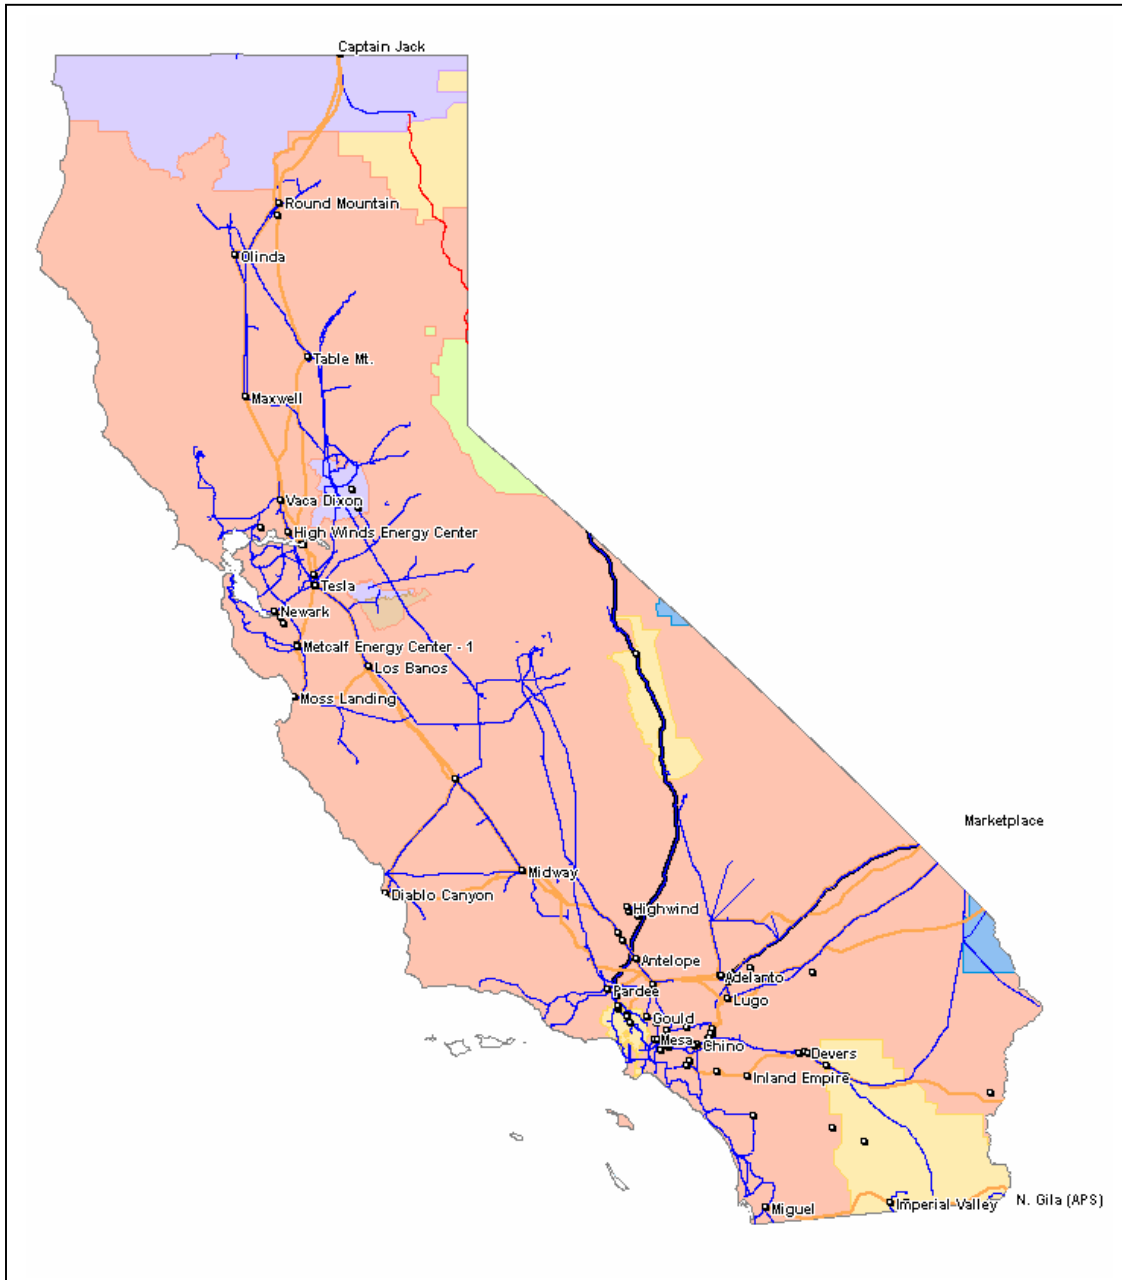 Captain Jack
Round Mountain
Olinda
Table Mt.
Maxwell
Vaca Dixon
High Winds Energy Center
Tesla
Newark
Metcalf Energy Center - 1
Los Banos
Moss Landing
Marketplace
Midway
Diablo Canyon
Highwind
Antelope
Adelanto
Pardee
Lugo
Gould
Mesa
Chino
Devers
Inland Empire
N. Gila (APS)
Imperial Valley
Miguel